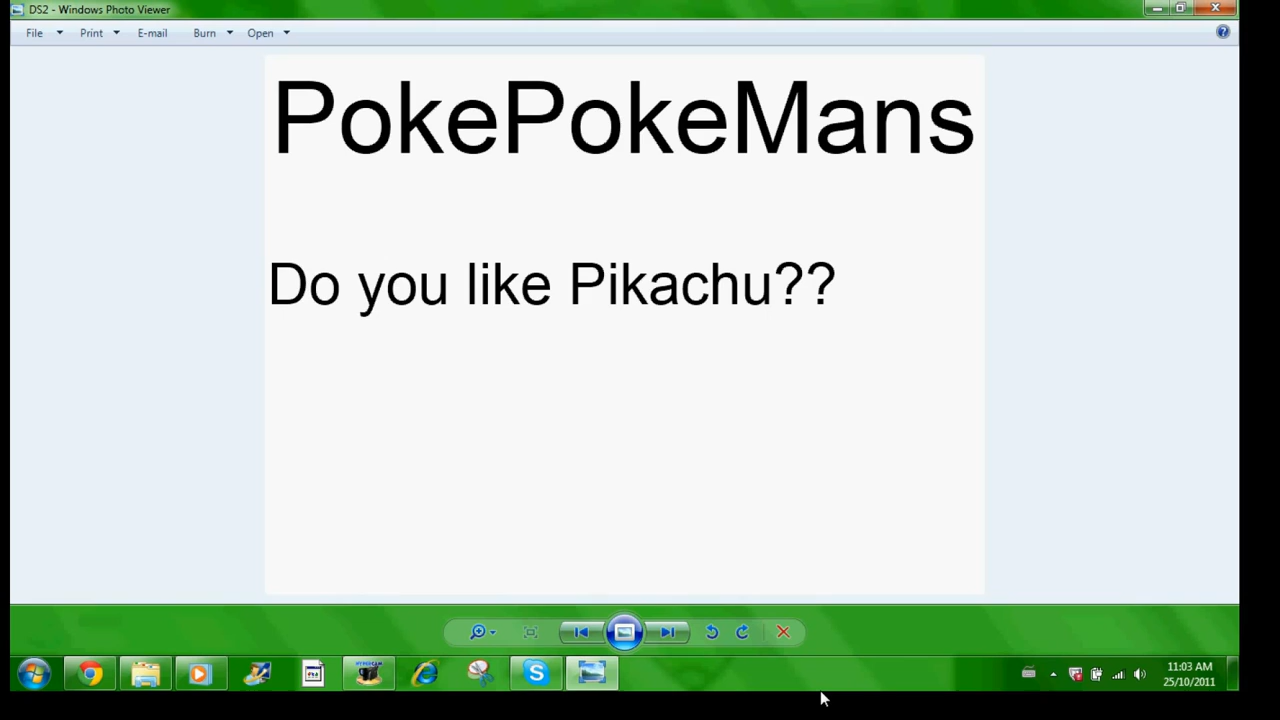 DS2 - Windows Photo Viewer
File Print E-mail Burn Open
PokePokeMans
Do you like Pikachu??
11:03 AM
25/10/2011